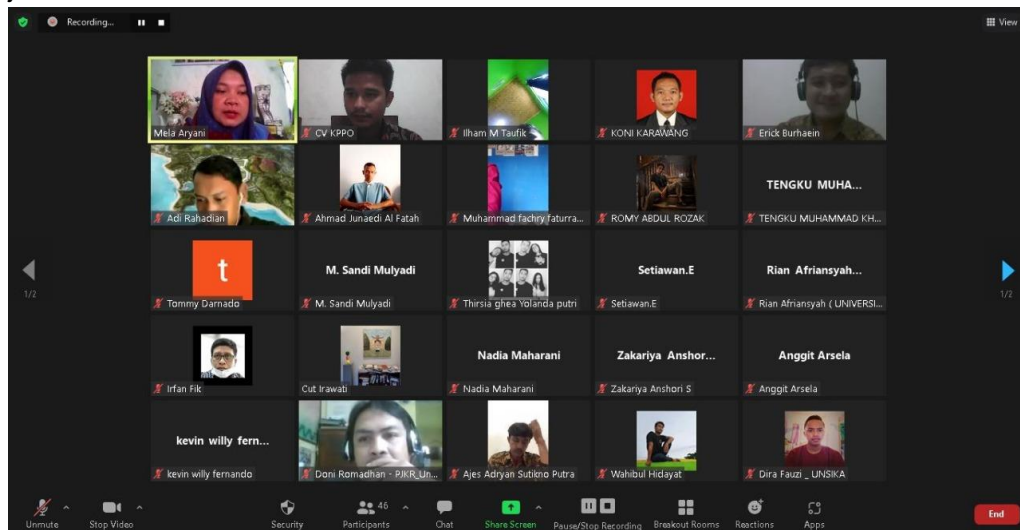 Recording...
View
Mela Aryani
CV KPPO
Ilham M Taufik
KONI KARAWANG
Erick Burhaein
Adi Rahadian
Ahmad Junaedi Al Fatah
Muhammad fachry faturra...
ROMY ABDUL ROZAK
TENGKU MUHA...
TENGKU MUHAMMAD KH...
t
Tommy Darnado
M. Sandi Mulyadi
M. Sandi Mulyadi
Thirsia ghea Yolanda putri
Setiawan.E
Setiawan.E
Rian Afriansyah...
Rian Afriansyah ( UNIVERSI...
1/2
1/2
Irfan Fik
Cut Irawati
Nadia Maharani
Nadia Maharani
Zakariya Anshor...
Zakariya Anshori S
Anggit Arsela
Anggit Arsela
kevin willy fern...
kevin willy fernando
Doni Romadhan - PJKR_Un...
Ajes Adryan Sutikno Putra
Wahibul Hidayat
Dira Fauzi _ UNSIKA
Unmute
Stop Video
Security
46
Participants
Chat
Share Screen
Pause/Stop Recording
Breakout Rooms
Reactions
Apps
End